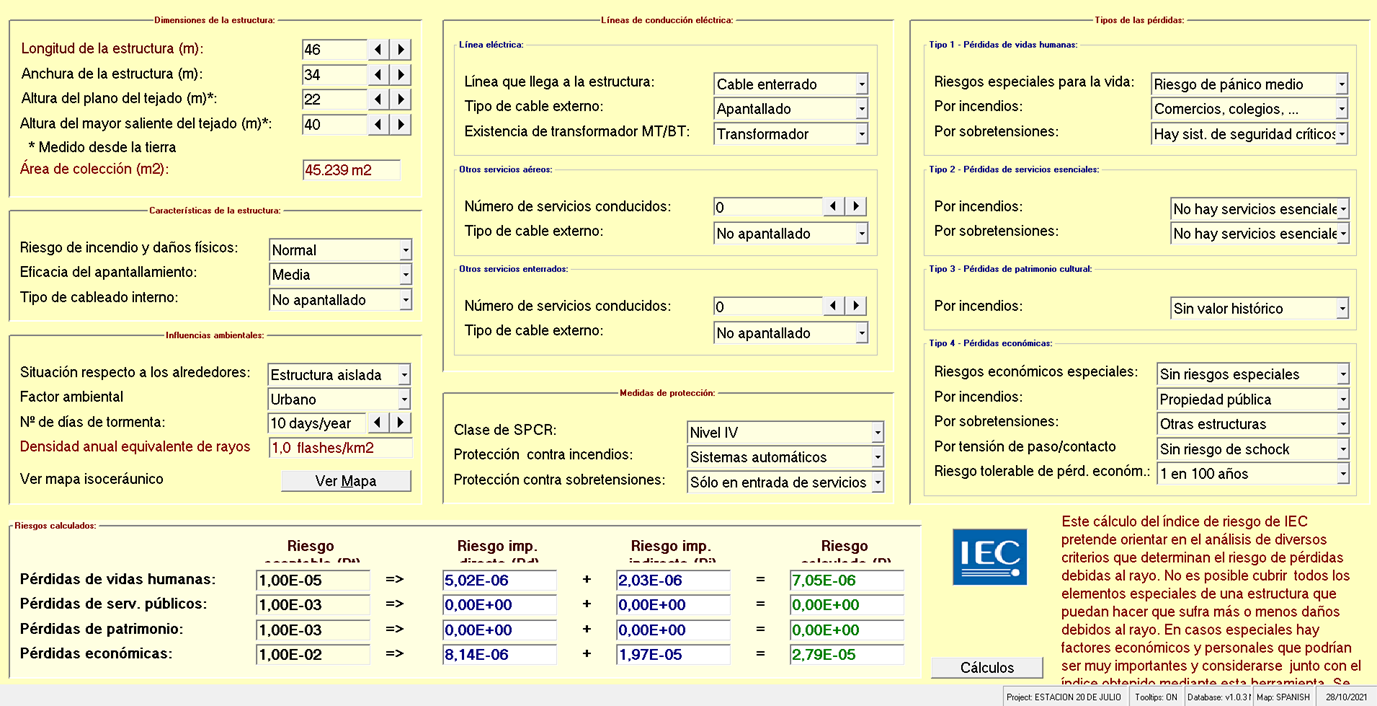 Dimensiones de la estructura:
Longitud de la estructura (m): 46
Anchura de la estructura (m): 34
Altura del plano del tejado (m)*: 22
Altura del mayor saliente del tejado (m)*: 40
* Medido desde la tierra
Área de colección (m2): 45.239 m2
Características de la estructura:
Riesgo de incendio y daños físicos: Normal
Eficacia del apantallamiento: Media
Tipo de cableado interno: No apantallado
Influencias ambientales:
Situación respecto a los alrededores: Estructura aislada
Factor ambiental Urbano
Nº de días de tormenta: 10 days/year
Densidad anual equivalente de rayos 1,0 flashes/km2
Ver mapa isoceráunico Ver Mapa
Líneas de conducción eléctrica:
Línea eléctrica:
Línea que llega a la estructura: Cable enterrado
Tipo de cable externo: Apantallado
Existencia de transformador MT/BT: Transformador
Otros servicios aéreos:
Número de servicios conducidos: 0
Tipo de cable externo: No apantallado
Otros servicios enterrados:
Número de servicios conducidos: 0
Tipo de cable externo: No apantallado
Medidas de protección:
Clase de SPCR: Nivel IV
Protección contra incendios: Sistemas automáticos
Protección contra sobretensiones: Sólo en entrada de servicios
Tipos de las pérdidas:
Tipo 1 - Pérdidas de vidas humanas:
Riesgos especiales para la vida: Riesgo de pánico medio
Por incendios: Comercios, colegios, ...
Por sobretensiones: Hay sist. de seguridad críticos
Tipo 2 - Pérdidas de servicios esenciales:
Por incendios: No hay servicios esenciale
Por sobretensiones: No hay servicios esenciale
Tipo 3 - Pérdidas de patrimonio cultural:
Por incendios: Sin valor histórico
Tipo 4 - Pérdidas económicas:
Riesgos económicos especiales: Sin riesgos especiales
Por incendios: Propiedad pública
Por sobretensiones: Otras estructuras
Por tensión de paso/contacto Sin riesgo de schock
Riesgo tolerable de pérd. económ.: 1 en 100 años
Riesgos calculados:
Riesgo Riesgo imp. Riesgo imp. Riesgo
aceptable (Rt) directo (Rd) indirecto (Ri) calculado (R)
Pérdidas de vidas humanas: 1,00E-05 => 5,02E-06 + 2,03E-06 = 7,05E-06
Pérdidas de serv. públicos: 1,00E-03 => 0,00E+00 + 0,00E+00 = 0,00E+00
Pérdidas de patrimonio: 1,00E-03 => 0,00E+00 + 0,00E+00 = 0,00E+00
Pérdidas económicas: 1,00E-02 => 8,14E-06 + 1,97E-05 = 2,79E-05
IEC
Cálculos
Este cálculo del índice de riesgo de IEC
pretende orientar en el análisis de diversos
criterios que determinan el riesgo de pérdidas
debidas al rayo. No es posible cubrir todos los
elementos especiales de una estructura que
puedan hacer que sufra más o menos daños
debidos al rayo. En casos especiales hay
factores económicos y personales que podrían
ser muy importantes y considerarse junto con el
índice obtenido mediante esta herramienta. Se
Project: ESTACION 20 DE JULIO Tooltips: ON Database: v1.0.3 Map: SPANISH 28/10/2021